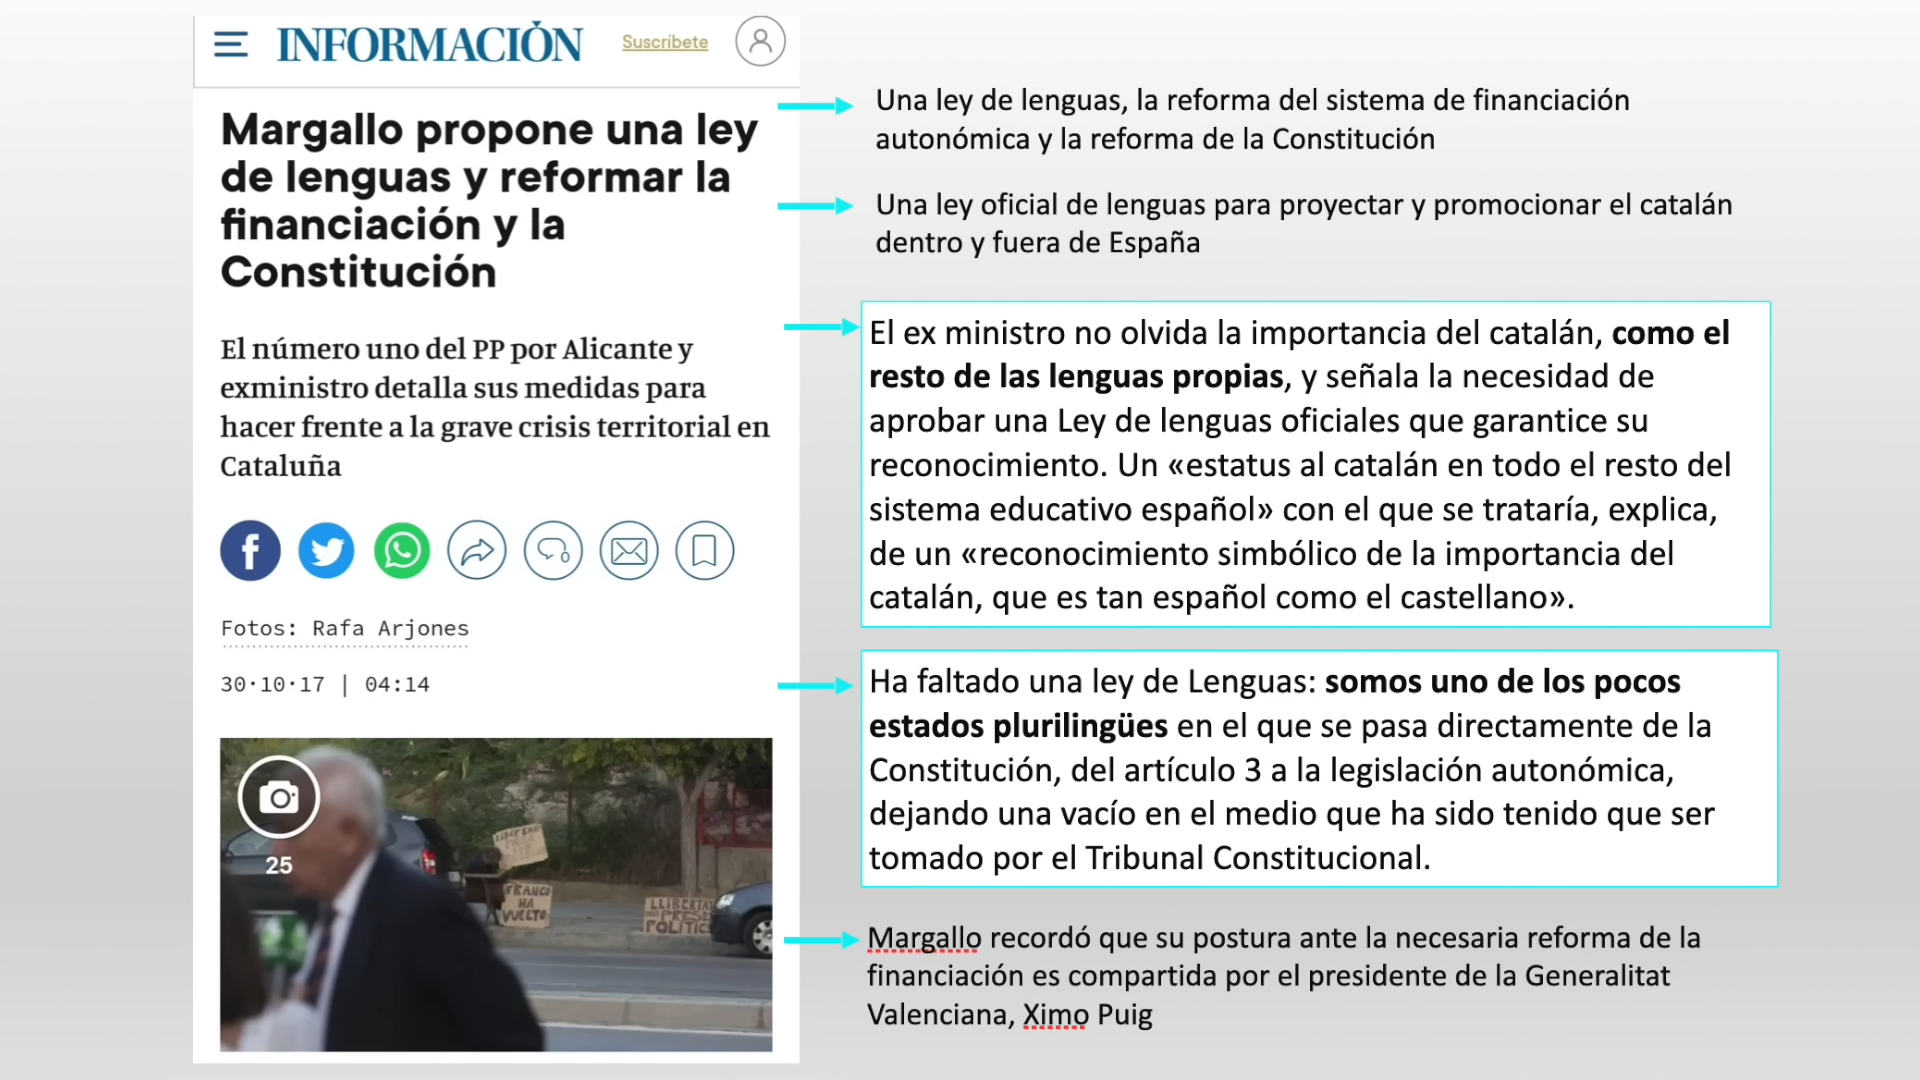 INFORMACIÓN
Suscríbete
Margallo propone una ley
de lenguas y reformar la
financiación y la
Constitución
El número uno del PP por Alicante y
exministro detalla sus medidas para
hacer frente a la grave crisis territorial en
Cataluña
0
Fotos: Rafa Arjones
30·10·17 | 04:14
25
FRANCO
HA
VUELTO
LLIBERTAT
PRESOS
POLÍTICS
Una ley de lenguas, la reforma del sistema de financiación
autonómica y la reforma de la Constitución
Una ley oficial de lenguas para proyectar y promocionar el catalán
dentro y fuera de España
El ex ministro no olvida la importancia del catalán, como el
resto de las lenguas propias, y señala la necesidad de
aprobar una Ley de lenguas oficiales que garantice su
reconocimiento. Un «estatus al catalán en todo el resto del
sistema educativo español» con el que se trataría, explica,
de un «reconocimiento simbólico de la importancia del
catalán, que es tan español como el castellano».
Ha faltado una ley de Lenguas: somos uno de los pocos
estados plurilingües en el que se pasa directamente de la
Constitución, del artículo 3 a la legislación autonómica,
dejando una vacío en el medio que ha sido tenido que ser
tomado por el Tribunal Constitucional.
Margallo recordó que su postura ante la necesaria reforma de la
financiación es compartida por el presidente de la Generalitat
Valenciana, Ximo Puig